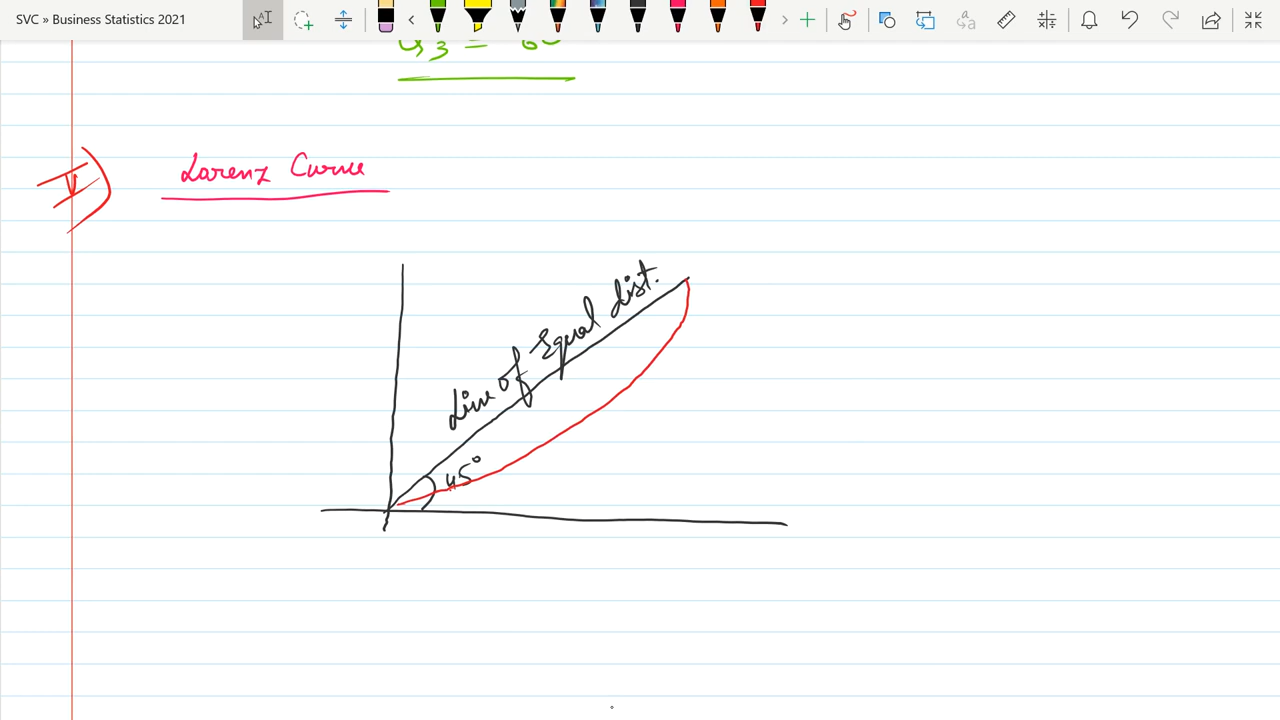 SVC » Business Statistics 2021
V)
Lorenz Curve
Line of Equal dist.
45°